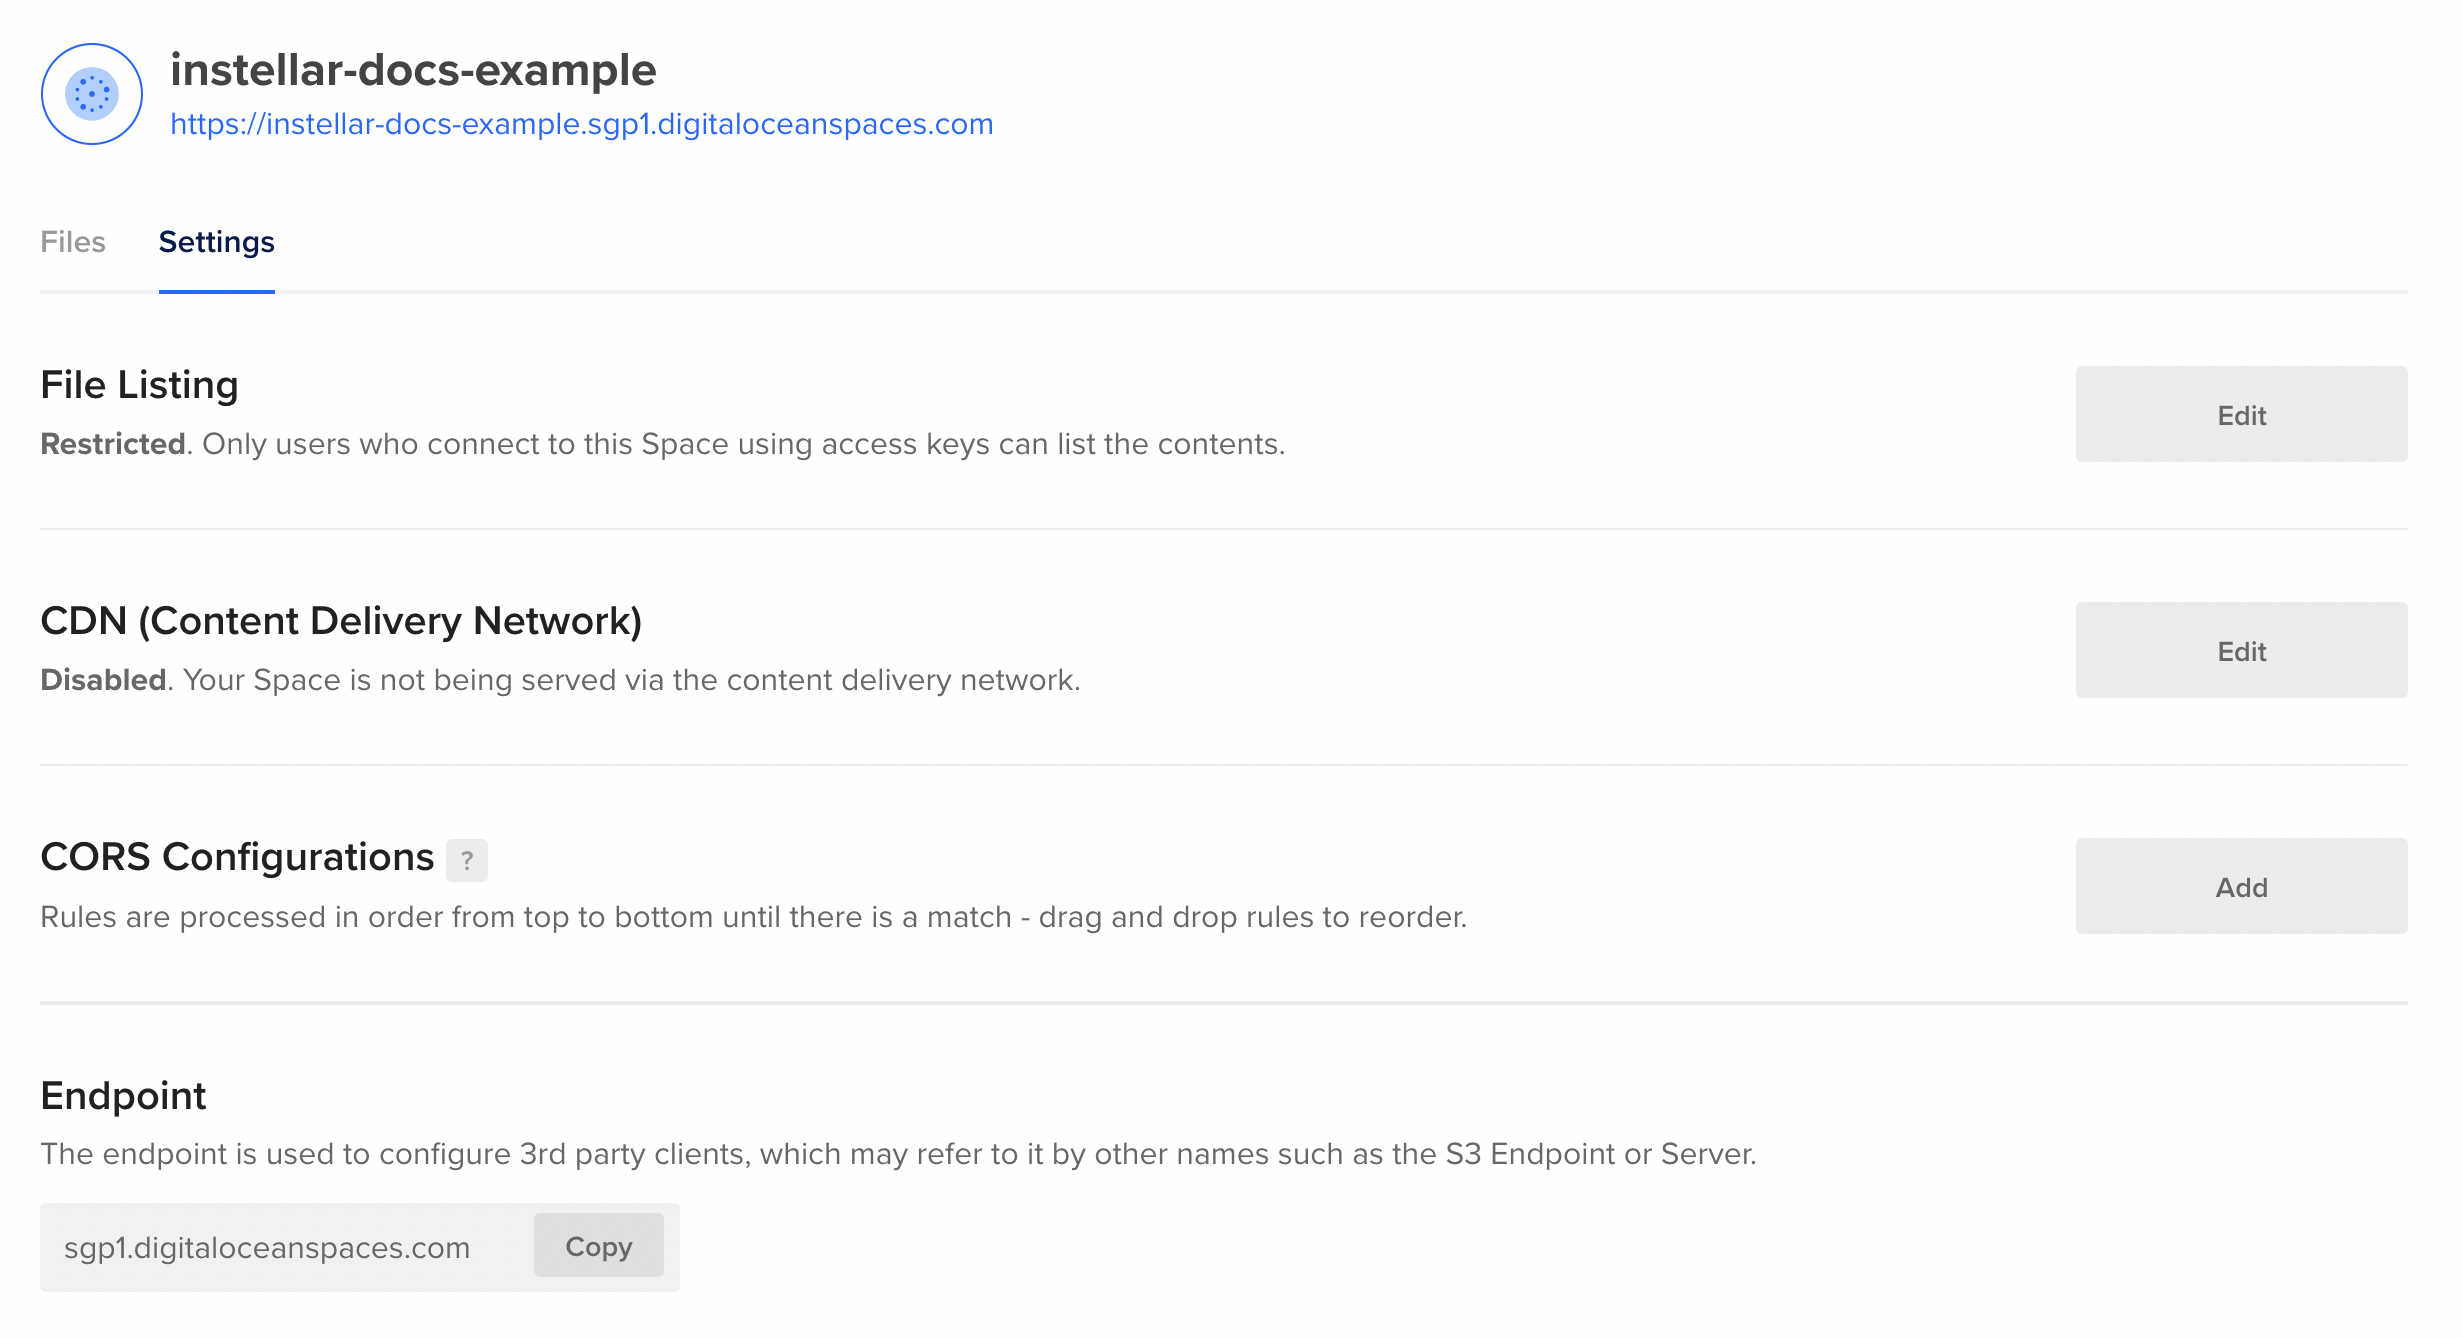 instellar-docs-example
https://instellar-docs-example.sgp1.digitaloceanspaces.com
Files Settings
File Listing
Restricted. Only users who connect to this Space using access keys can list the contents.
Edit
CDN (Content Delivery Network)
Disabled. Your Space is not being served via the content delivery network.
Edit
CORS Configurations ?
Rules are processed in order from top to bottom until there is a match - drag and drop rules to reorder.
Add
Endpoint
The endpoint is used to configure 3rd party clients, which may refer to it by other names such as the S3 Endpoint or Server.
sgp1.digitaloceanspaces.com Copy